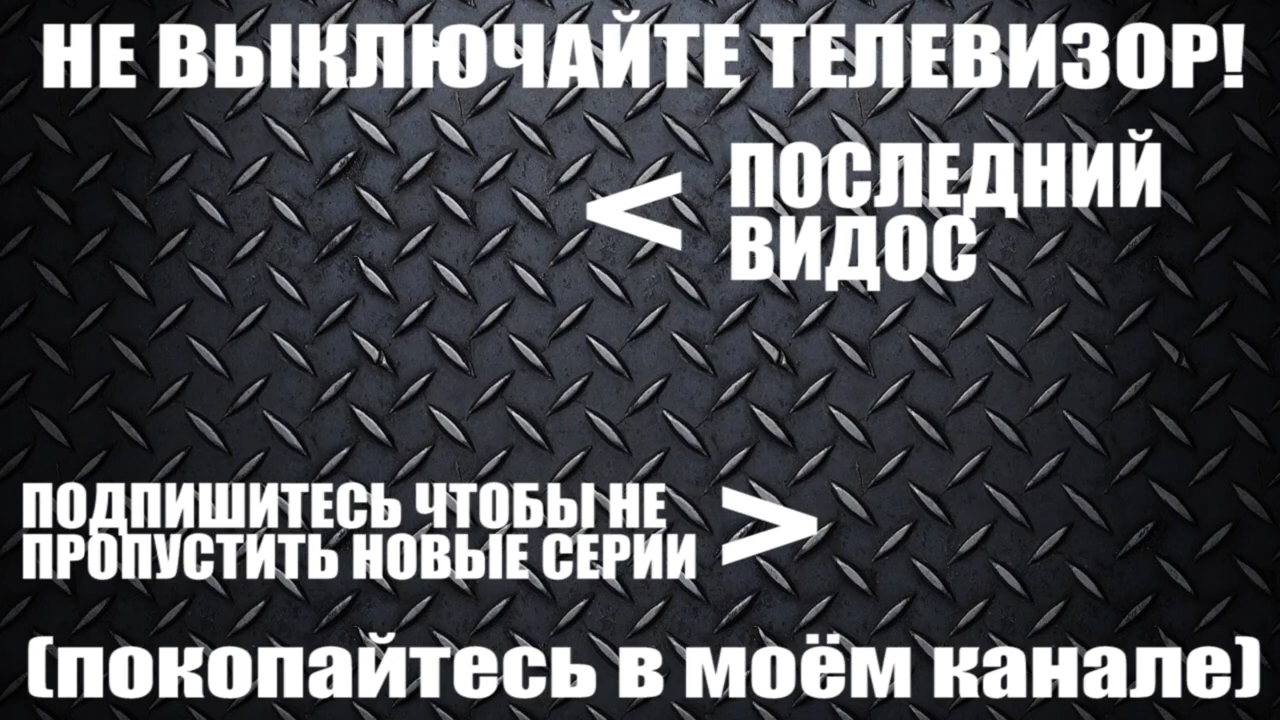 НЕ ВЫКЛЮЧАЙТЕ ТЕЛЕВИЗОР!
< ПОСЛЕДНИЙ
ВИДОС
ПОДПИШИТЕСЬ ЧТОБЫ НЕ
ПРОПУСТИТЬ НОВЫЕ СЕРИИ >
(покопайтесь в моём канале)